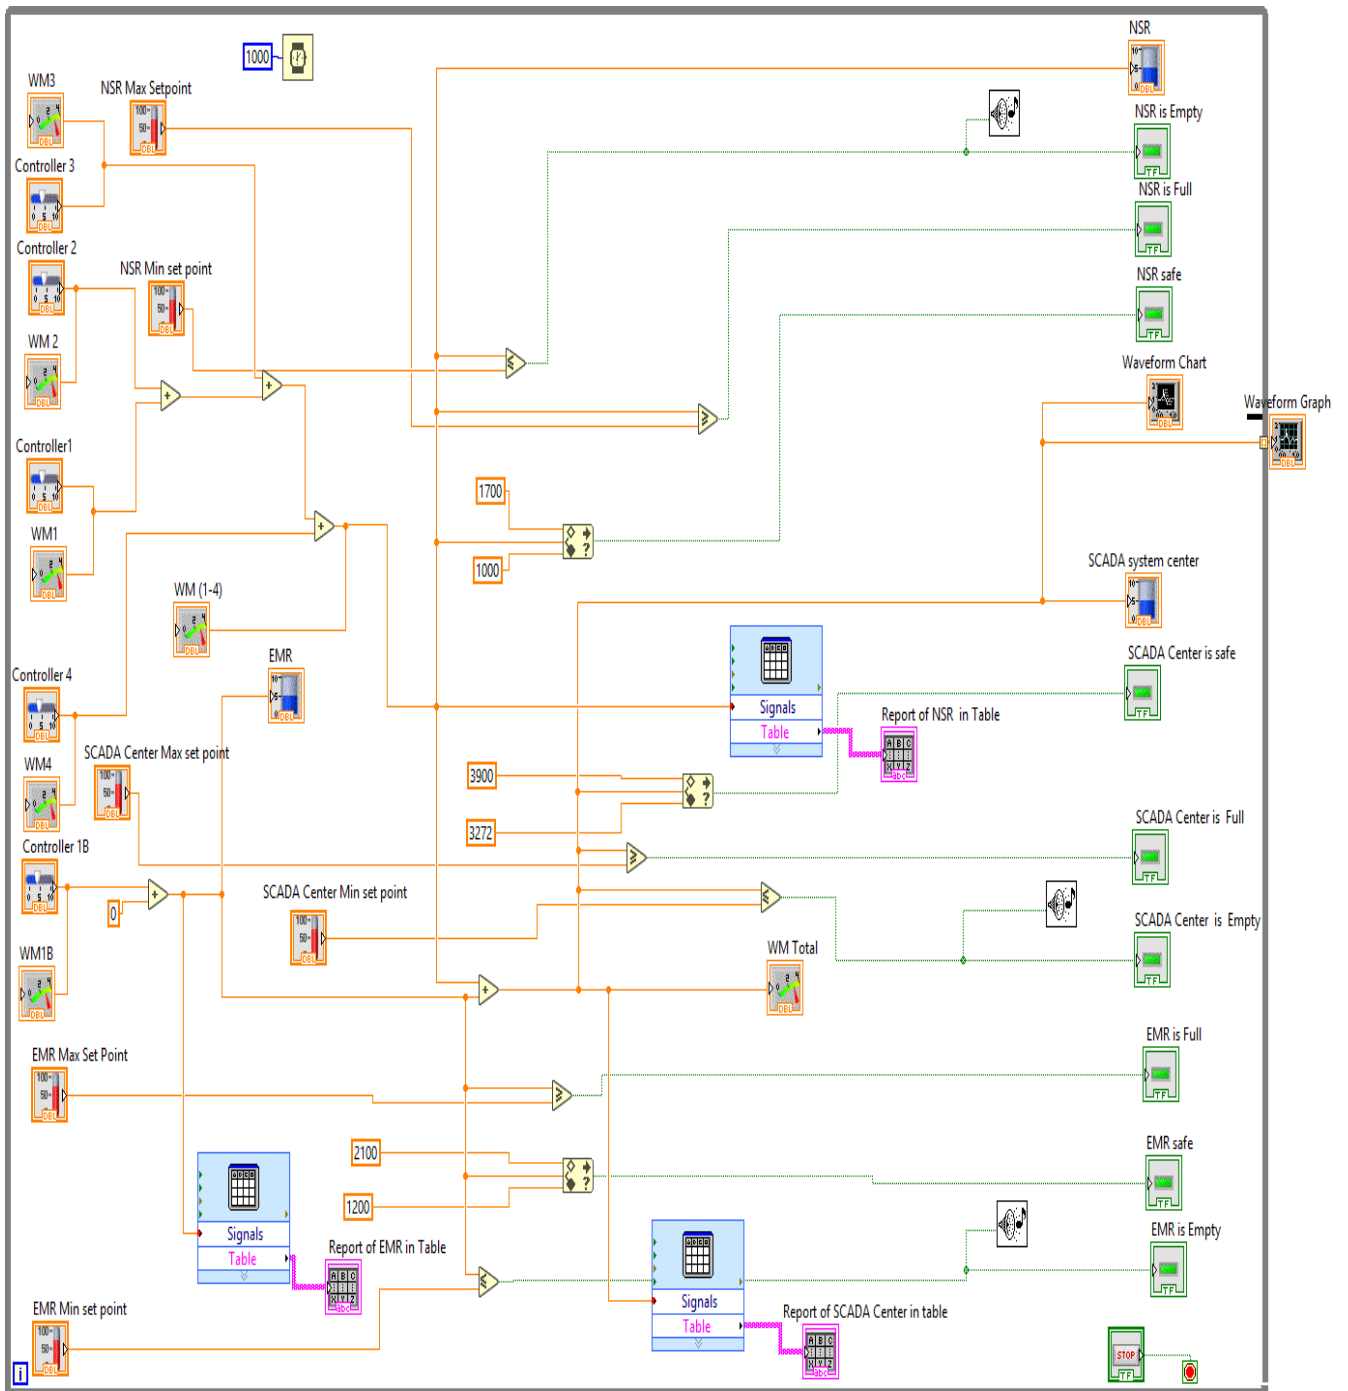 NSR
1000
WM3
NSR Max Setpoint
NSR is Empty
Controller 3
NSR is Full
Controller 2
NSR Min set point
NSR safe
WM 2
Waveform Chart
Waveform Graph
Controller1
1700
WM1
1000
SCADA system center
WM (1-4)
EMR
SCADA Center is safe
Controller 4
Signals
Report of NSR in Table
Table
SCADA Center Max set point
WM4
3900
SCADA Center is Full
3272
Controller 1B
SCADA Center Min set point
0
SCADA Center is Empty
WM1B
WM Total
EMR is Full
EMR Max Set Point
2100
EMR safe
1200
Signals
EMR is Empty
Report of EMR in Table
Table
Signals
EMR Min set point
Report of SCADA Center in table
Table
STOP
TF
i